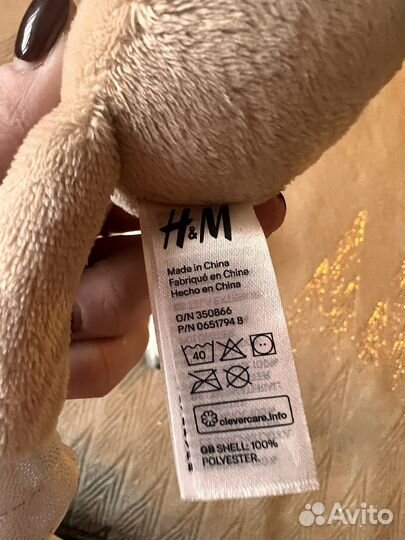 H&M
Made in China
Fabriqué en Chine
Hecho en China
O/N 350866
P/N 0651794 B
40
clevercare.info
GB SHELL: 100%
POLYESTER.
Avito